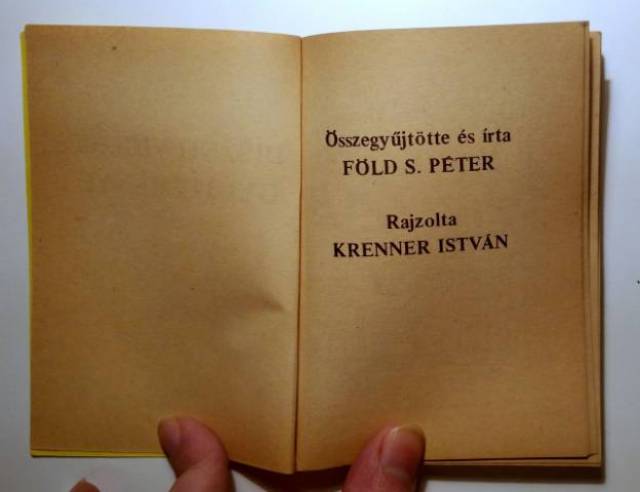 Összegyűjtötte és írta
FÖLD S. PÉTER
Rajzolta
KRENNER ISTVÁN